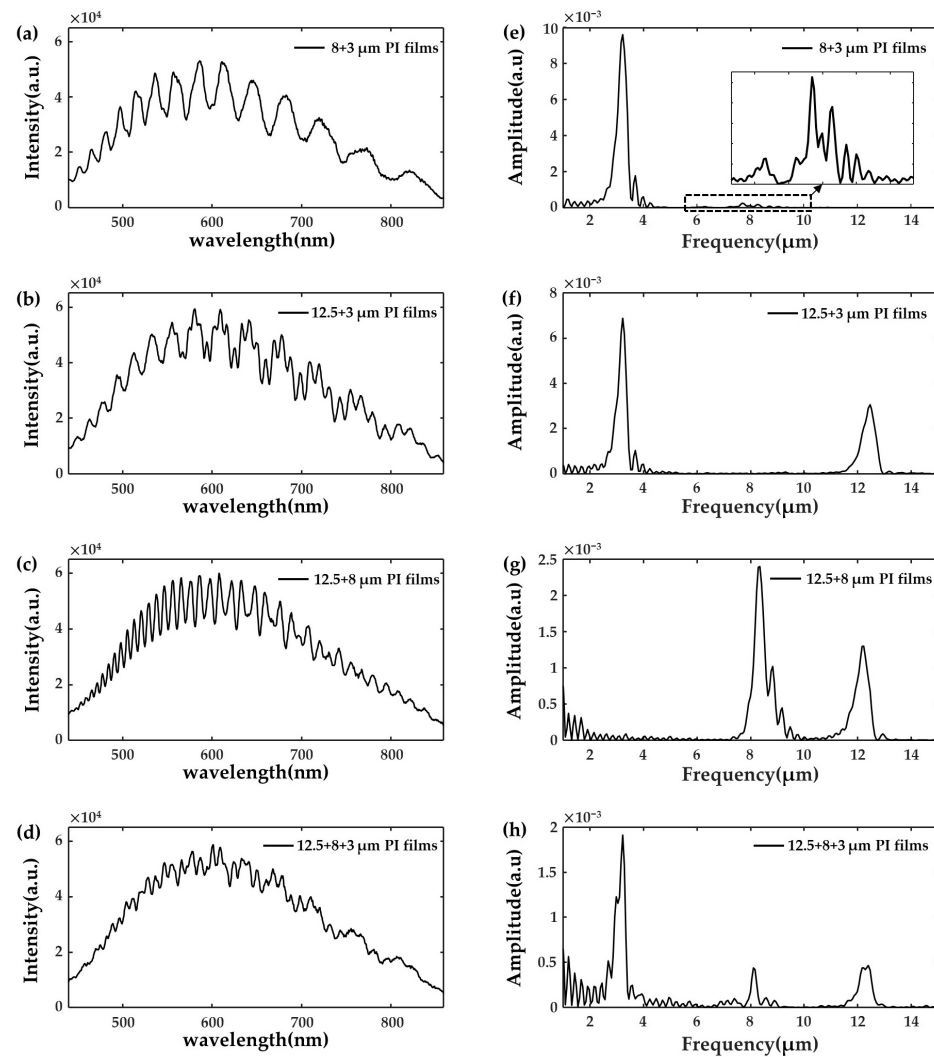 (a)
×10⁴
8+3 μm PI films
6
4
2
0
Intensity(a.u.)
500 600 700 800
wavelength(nm)
(e)
×10⁻³
8+3 μm PI films
10
8
6
4
2
0
Amplitude(a.u)
2 4 6 8 10 12 14
Frequency(μm)
(b)
×10⁴
12.5+3 μm PI films
6
4
2
0
Intensity(a.u.)
500 600 700 800
wavelength(nm)
(f)
×10⁻³
12.5+3 μm PI films
8
6
4
2
0
Amplitude(a.u)
2 4 6 8 10 12 14
Frequency(μm)
(c)
×10⁴
12.5+8 μm PI films
6
4
2
0
Intensity(a.u.)
500 600 700 800
wavelength(nm)
(g)
×10⁻³
12.5+8 μm PI films
2.5
2
1.5
1
0.5
0
Amplitude(a.u)
2 4 6 8 10 12 14
Frequency(μm)
(d)
×10⁴
12.5+8+3 μm PI films
6
4
2
0
Intensity(a.u.)
500 600 700 800
wavelength(nm)
(h)
×10⁻³
12.5+8+3 μm PI films
2
1.5
1
0.5
0
Amplitude(a.u)
2 4 6 8 10 12 14
Frequency(μm)